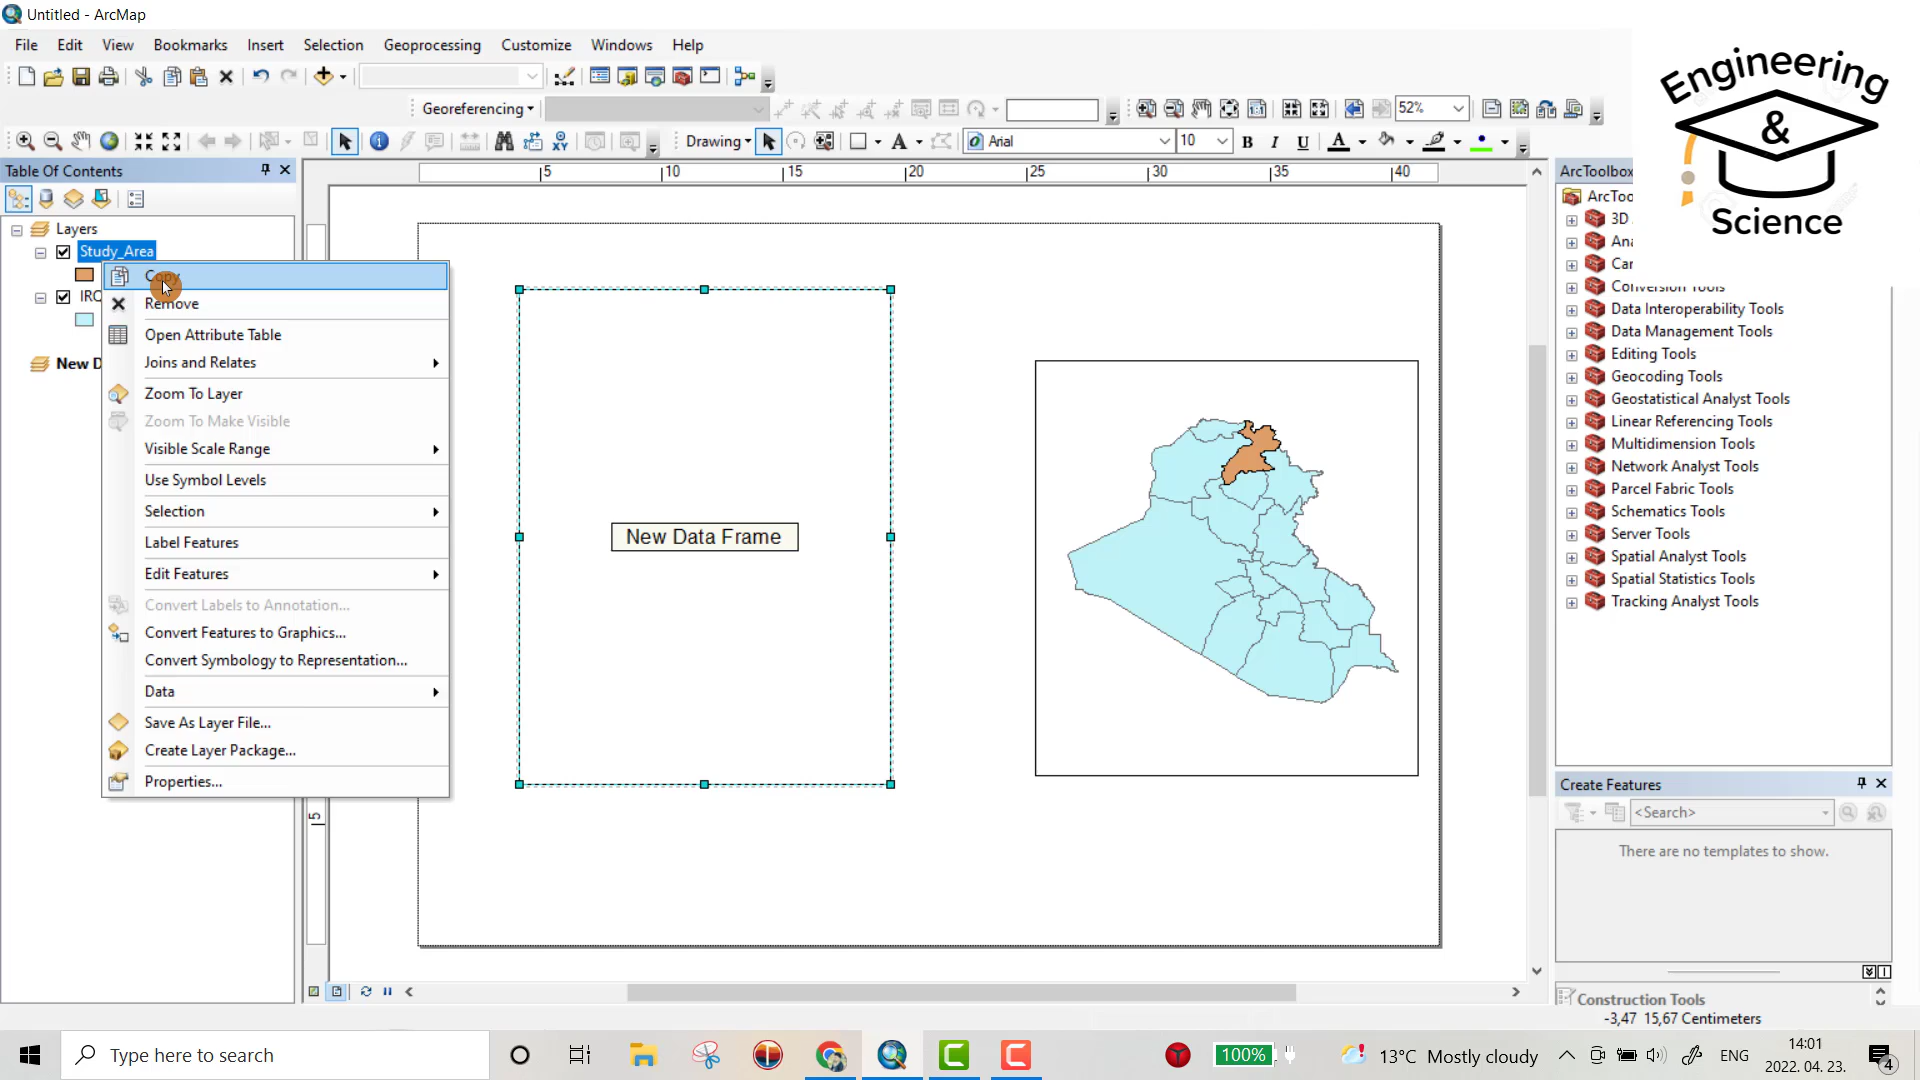 Untitled - ArcMap
File Edit View Bookmarks Insert Selection Geoprocessing Customize Windows Help
Georeferencing
52%
Drawing
Arial
10
B I U A
Engineering
&
Science
Table Of Contents
Layers
Study_Area
IRQ
New D
Copy
Remove
Open Attribute Table
Joins and Relates
Zoom To Layer
Zoom To Make Visible
Visible Scale Range
Use Symbol Levels
Selection
Label Features
Edit Features
Convert Labels to Annotation...
Convert Features to Graphics...
Convert Symbology to Representation...
Data
Save As Layer File...
Create Layer Package...
Properties...
5 10 15 20 25 30 35 40
5
New Data Frame
ArcToolbox
ArcToo
3D
Ana
Car
Conversion Tools
Data Interoperability Tools
Data Management Tools
Editing Tools
Geocoding Tools
Geostatistical Analyst Tools
Linear Referencing Tools
Multidimension Tools
Network Analyst Tools
Parcel Fabric Tools
Schematics Tools
Server Tools
Spatial Analyst Tools
Spatial Statistics Tools
Tracking Analyst Tools
Create Features
<Search>
There are no templates to show.
Construction Tools
-3,47 15,67 Centimeters
Type here to search
100%
13°C Mostly cloudy
ENG
14:01
2022. 04. 23.
4